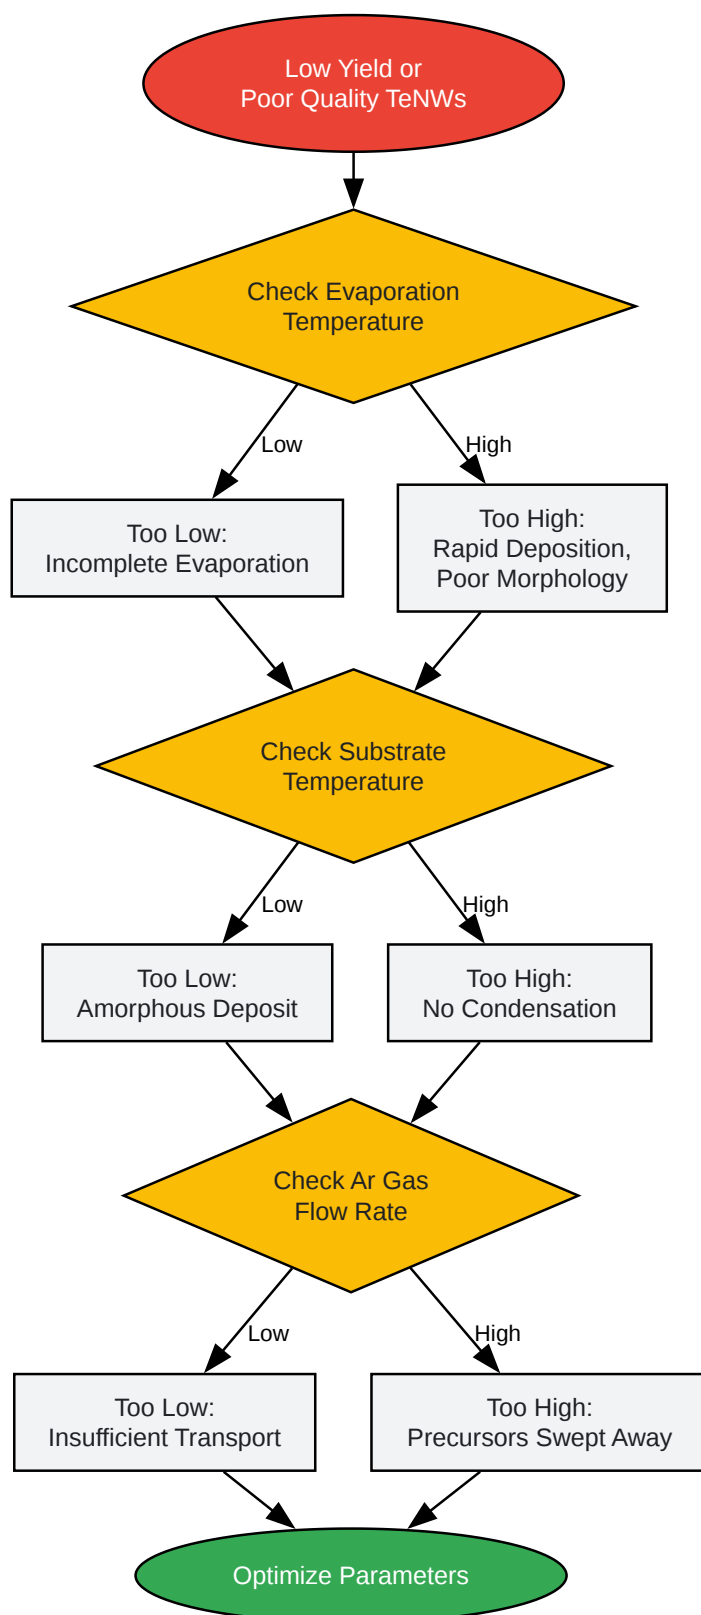 Low Yield or
Poor Quality TeNWs
Check Evaporation
Temperature
Low
High
Too Low:
Incomplete Evaporation
Too High:
Rapid Deposition,
Poor Morphology
Check Substrate
Temperature
Low
High
Too Low:
Amorphous Deposit
Too High:
No Condensation
Check Ar Gas
Flow Rate
Low
High
Too Low:
Insufficient Transport
Too High:
Precursors Swept Away
Optimize Parameters